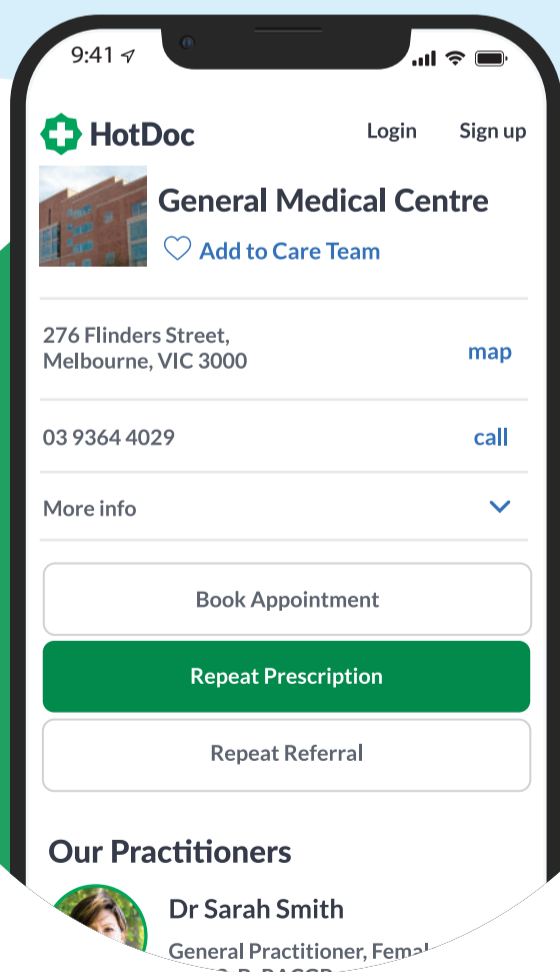 9:41
HotDoc
Login Sign up
General Medical Centre
Add to Care Team
276 Flinders Street,
Melbourne, VIC 3000
map
03 9364 4029
call
More info
Book Appointment
Repeat Prescription
Repeat Referral
Our Practitioners
Dr Sarah Smith
General Practitioner,